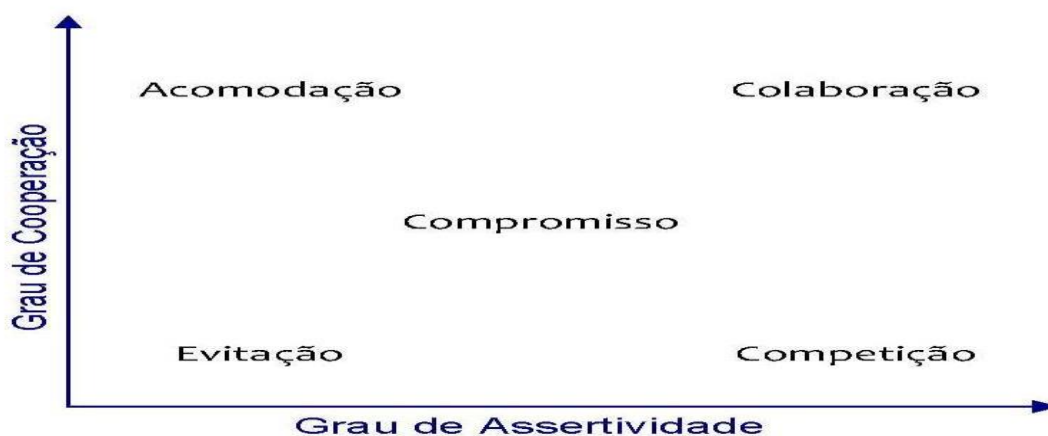 Acomodação
Colaboração
Grau de Cooperação
Compromisso
Evitação
Competição
Grau de Assertividade